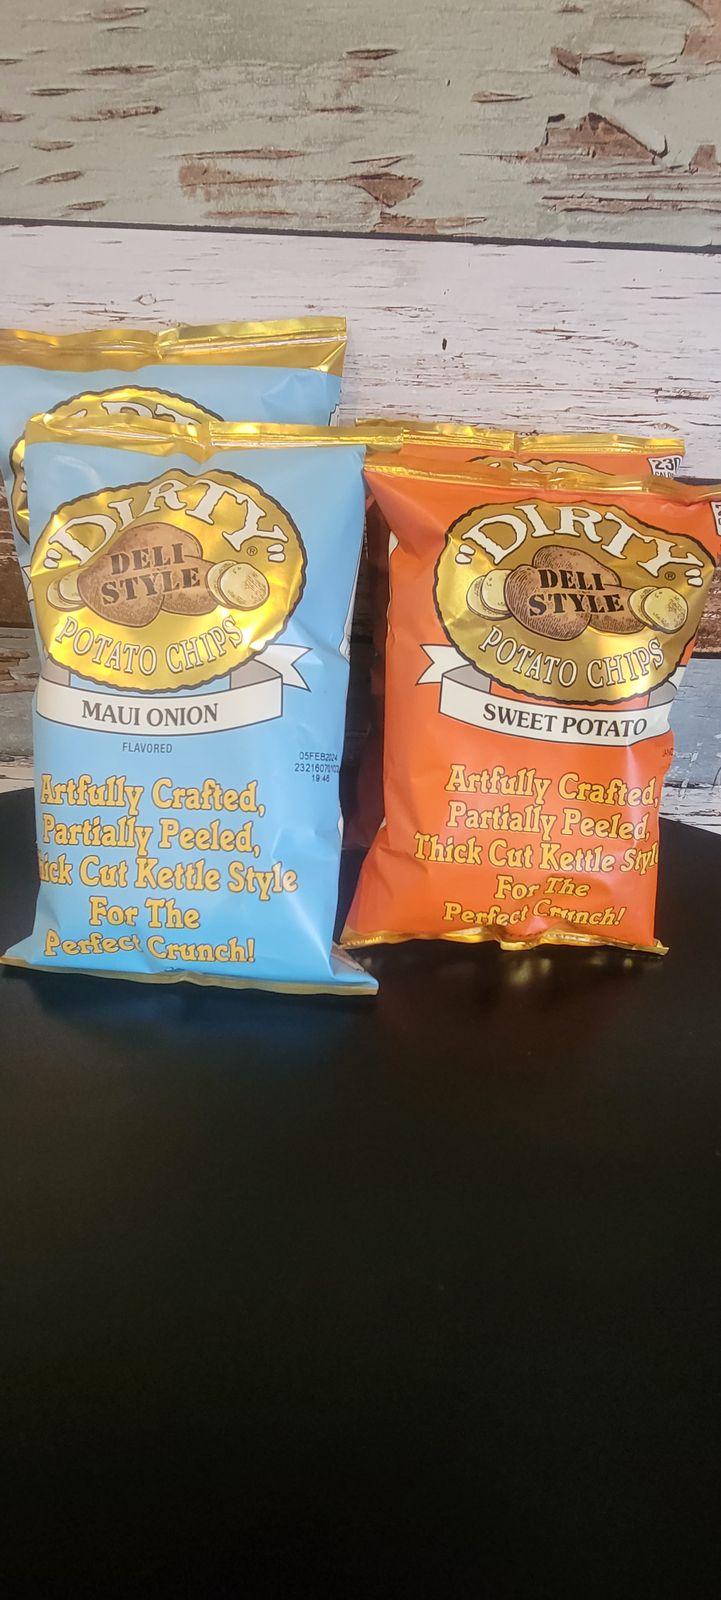 "DIRTY"®
DELI
STYLE
POTATO CHIPS
MAUI ONION
FLAVORED
05FEB2024
19:46
Artfully Crafted,
Partially Peeled,
Thick Cut Kettle Style
For The
Perfect Crunch!
230
"DIRTY"®
DELI
STYLE
POTATO CHIPS
SWEET POTATO
Artfully Crafted,
Partially Peeled,
Thick Cut Kettle Style
For The
Perfect Crunch!